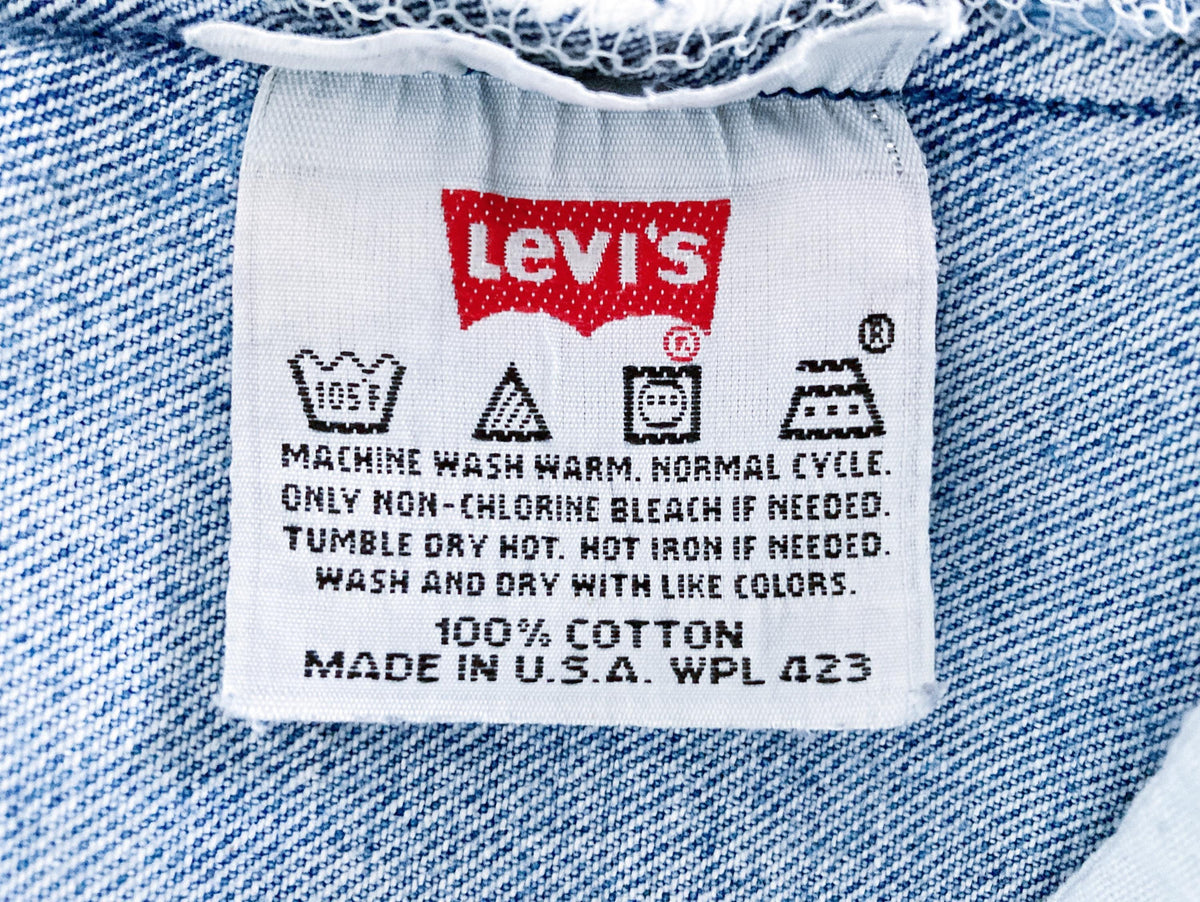 Levi's
®
®
105F
MACHINE WASH WARM. NORMAL CYCLE.
ONLY NON-CHLORINE BLEACH IF NEEDED.
TUMBLE DRY HOT. HOT IRON IF NEEDED.
WASH AND DRY WITH LIKE COLORS.
100% COTTON
MADE IN U.S.A. WPL 423